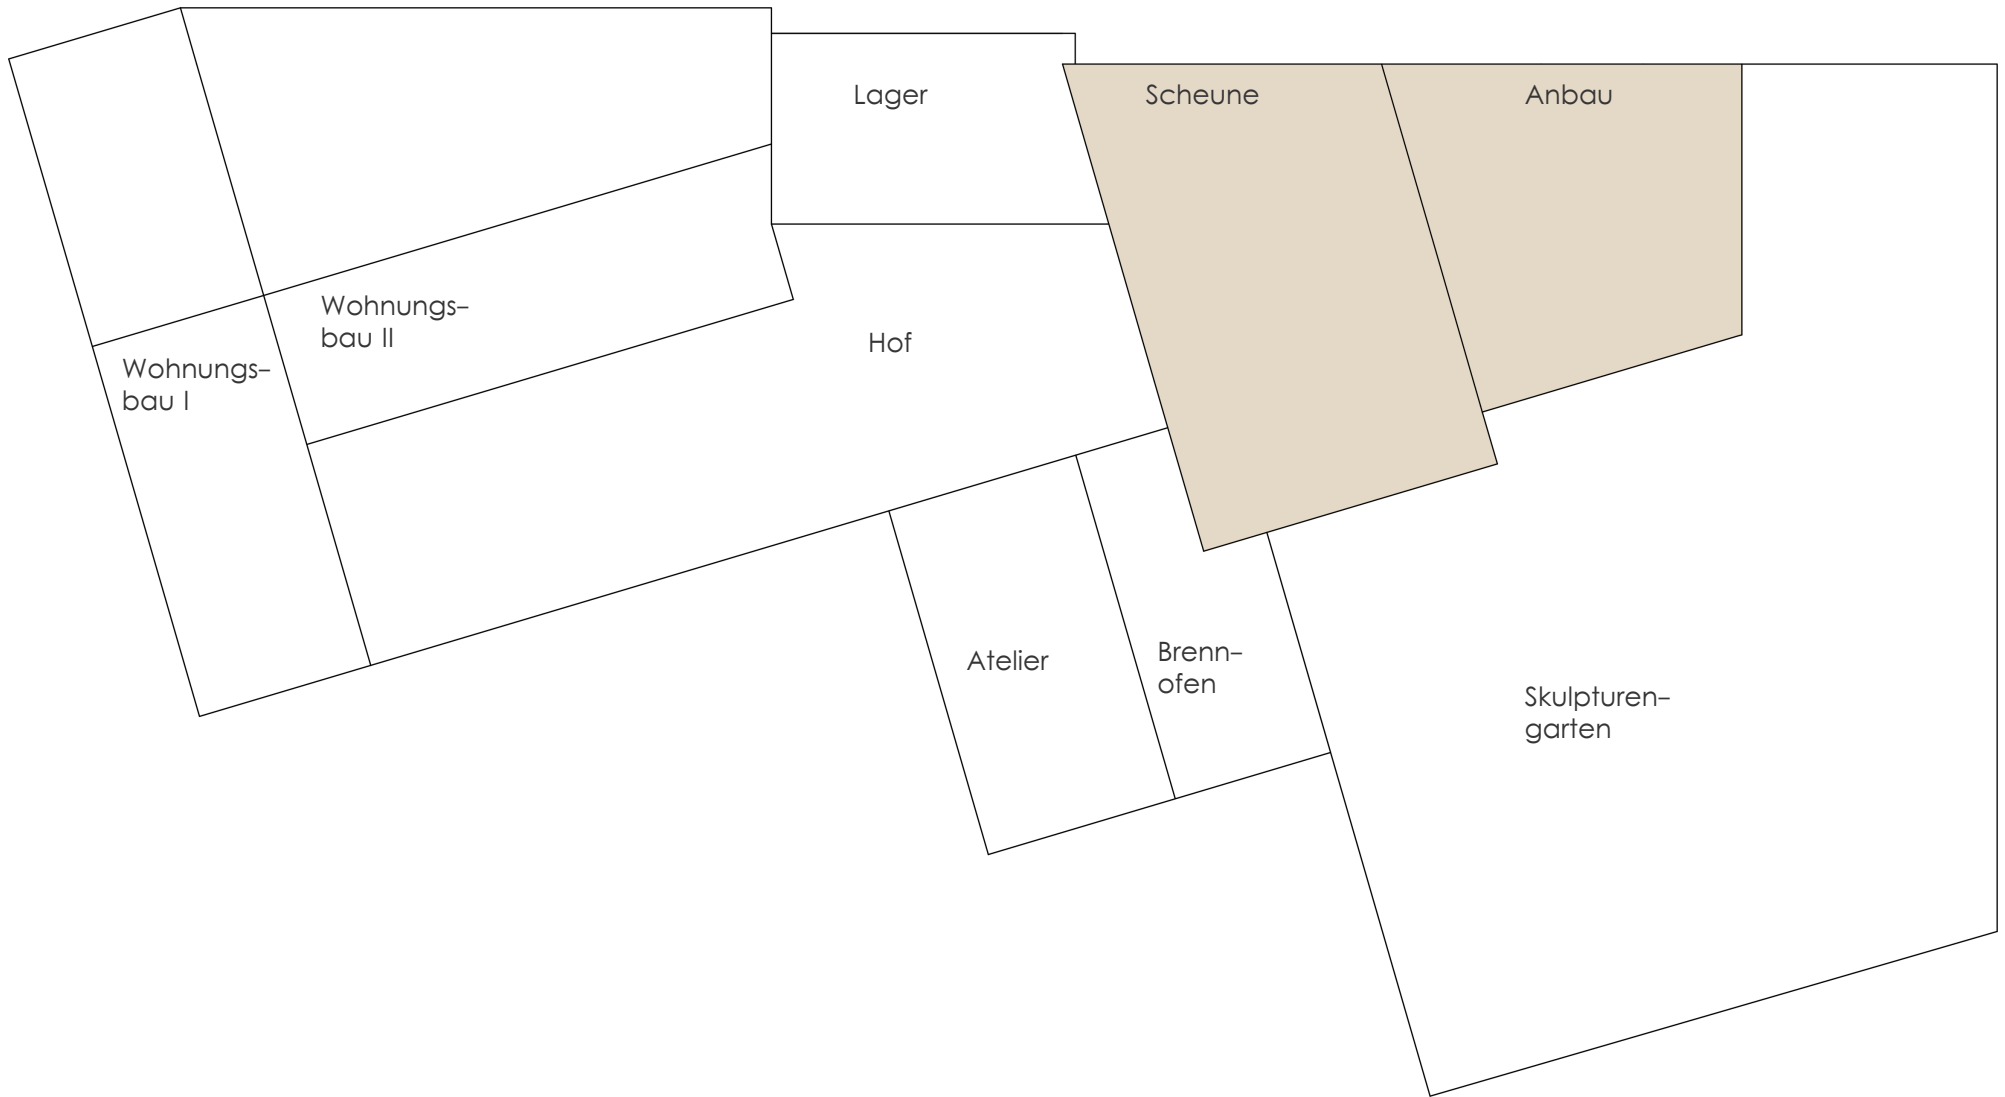 Lager
Scheune
Anbau
Wohnungs–
bau II
Hof
Wohnungs–
bau I
Atelier
Brenn–
ofen
Skulpturen–
garten